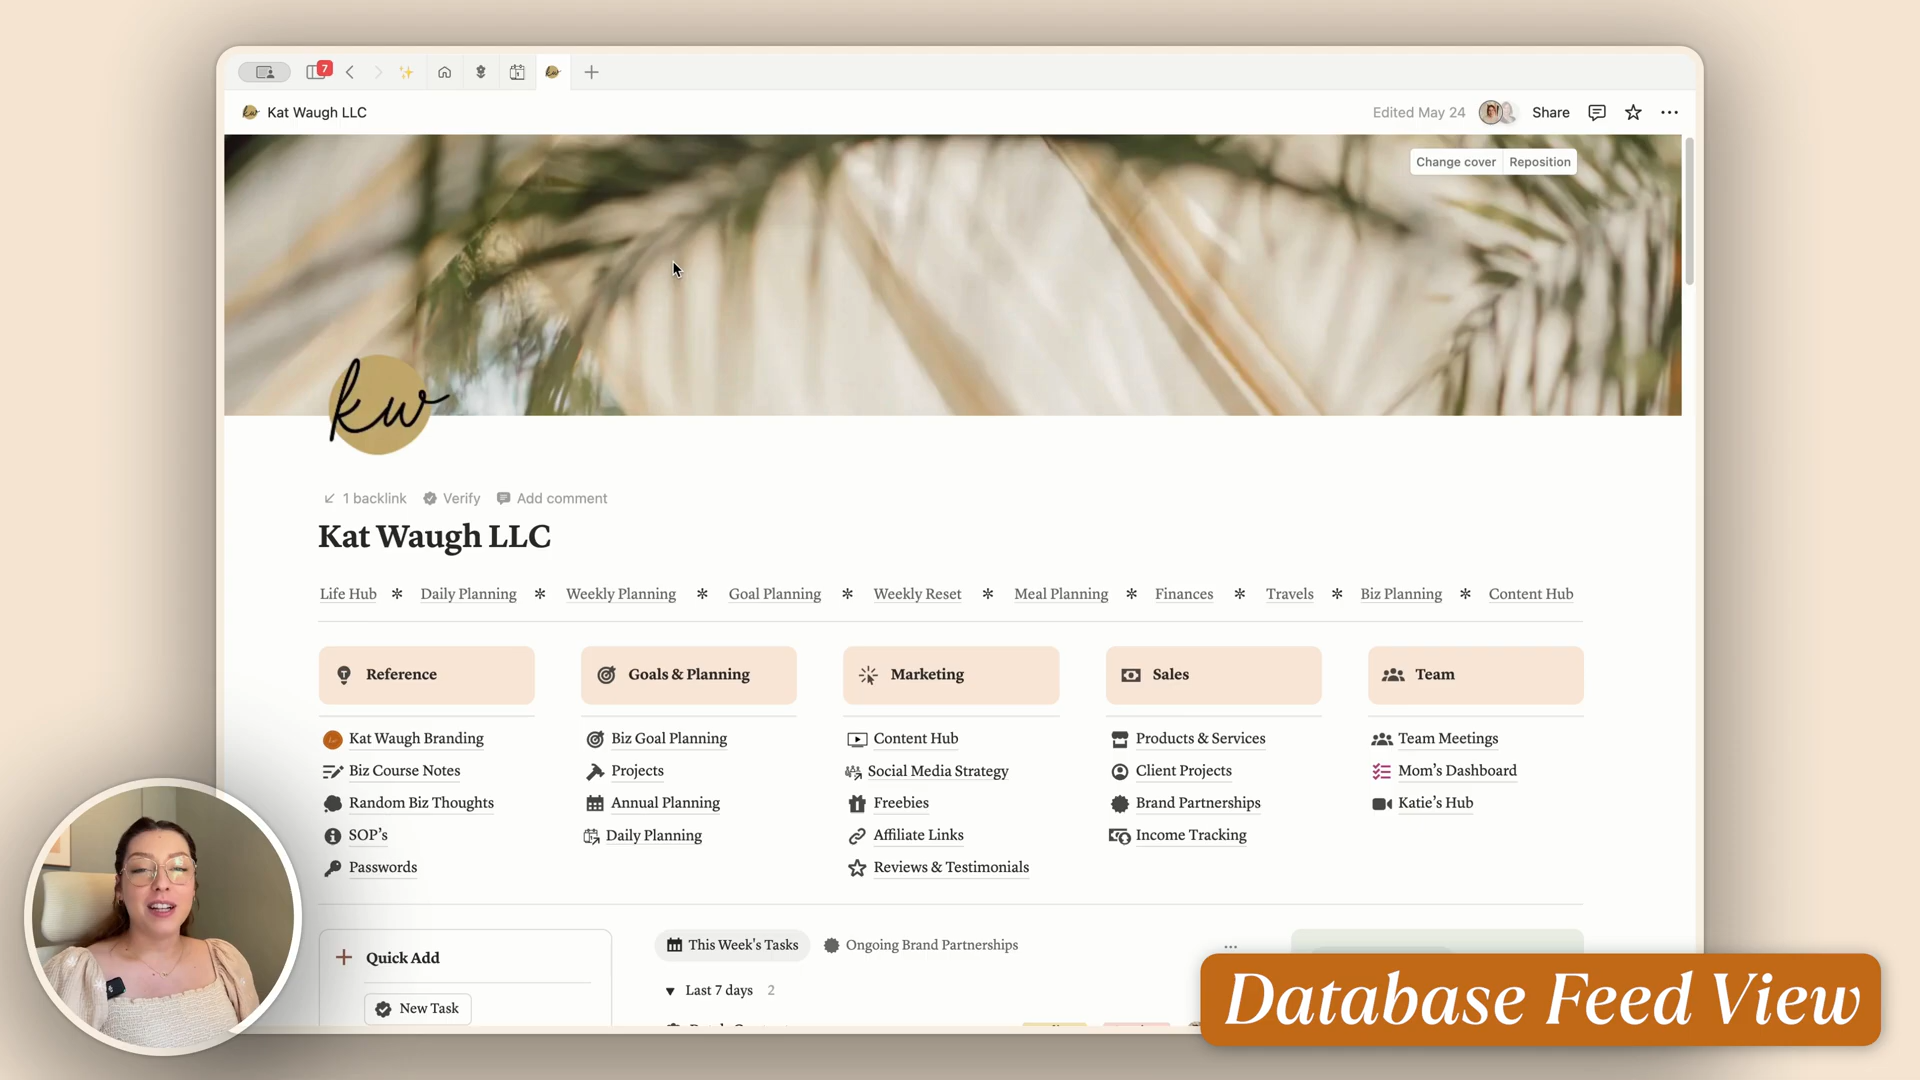 7
Kat Waugh LLC
Edited May 24
Share
Change cover
Reposition
kw
1 backlink
Verify
Add comment
Kat Waugh LLC
Life Hub * Daily Planning * Weekly Planning * Goal Planning * Weekly Reset * Meal Planning * Finances * Travels * Biz Planning * Content Hub
Reference
Kat Waugh Branding
Biz Course Notes
Random Biz Thoughts
SOP's
Passwords
Goals & Planning
Biz Goal Planning
Projects
Annual Planning
Daily Planning
Marketing
Content Hub
Social Media Strategy
Freebies
Affiliate Links
Reviews & Testimonials
Sales
Products & Services
Client Projects
Brand Partnerships
Income Tracking
Team
Team Meetings
Mom's Dashboard
Katie's Hub
Quick Add
New Task
This Week's Tasks
Ongoing Brand Partnerships
Last 7 days 2
Database Feed View